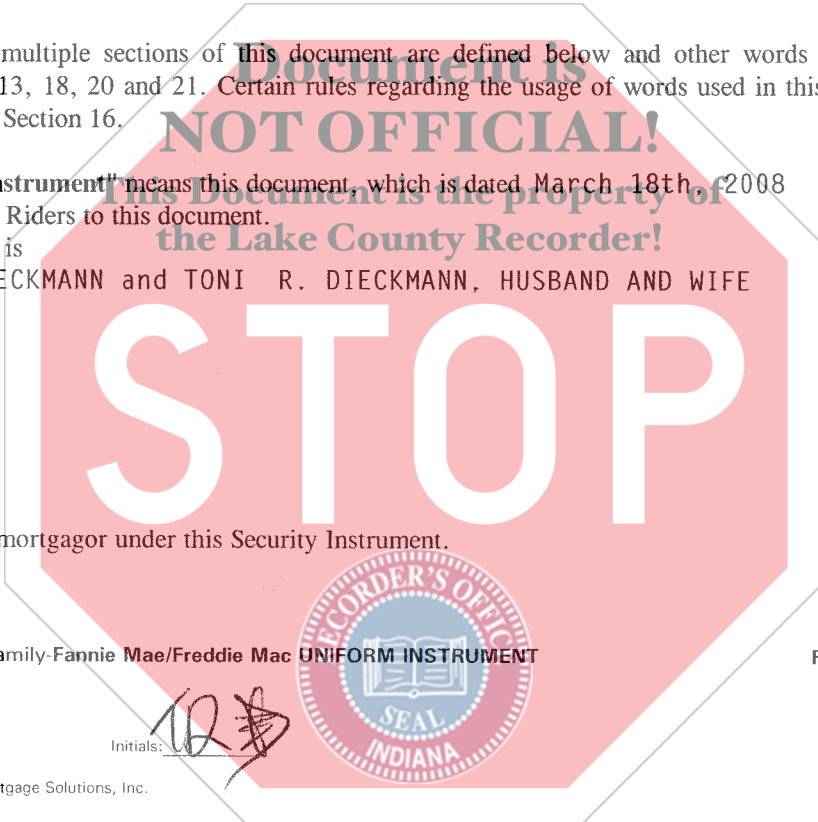 multiple sections of this document are defined below and other words
Document is
13, 18, 20 and 21. Certain rules regarding the usage of words used in this
Section 16.
NOT OFFICIAL!
strument" means this document, which is dated March 18th, 2008
This Document is the property of
Riders to this document.
the Lake County Recorder!
is
ECKMANN and TONI R. DIECKMANN, HUSBAND AND WIFE
STOP
mortgagor under this Security Instrument.
RECORDER'S OFFICE
amily-Fannie Mae/Freddie Mac UNIFORM INSTRUMENT
F
SEAL
INDIANA
Initials:
tgage Solutions, Inc.